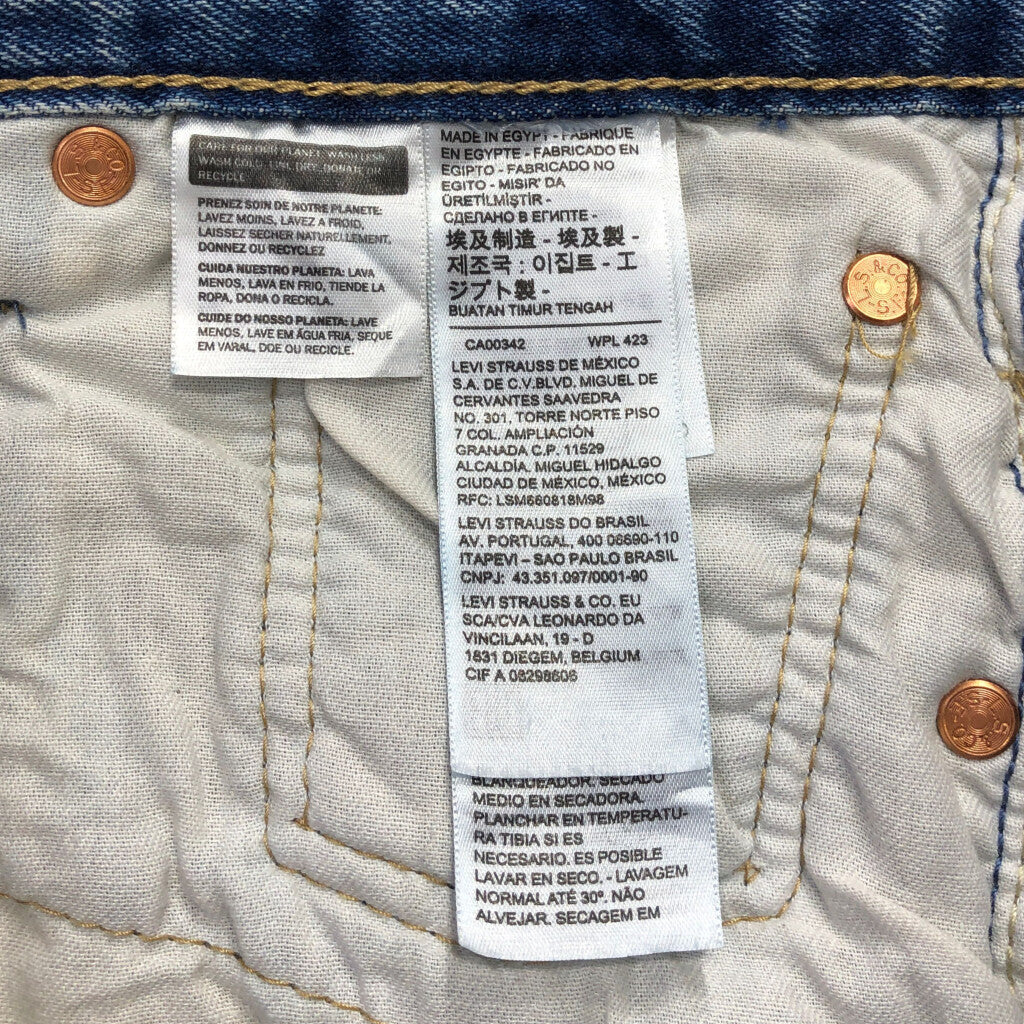 CARE FOR OUR PLANET: WASH LESS,
WASH COLD, LINE DRY, DONATE OR
RECYCLE
PRENEZ SOIN DE NOTRE PLANETE:
LAVEZ MOINS, LAVEZ A FROID,
LAISSEZ SECHER NATURELLEMENT,
DONNEZ OU RECYCLEZ
CUIDA NUESTRO PLANETA: LAVA
MENOS, LAVA EN FRIO, TIENDE LA
ROPA, DONA O RECICLA.
CUIDE DO NOSSO PLANETA: LAVE
MENOS, LAVE EM ÁGUA FRIA, SEQUE
EM VARAL, DOE OU RECICLE.
MADE IN EGYPT - FABRIQUE
EN EGYPTE - FABRICADO EN
EGIPTO - FABRICADO NO
EGITO - MISIR' DA
ÜRETİLMİŞTİR -
СДЕЛАНО В ЕГИПТЕ -
埃及制造 - 埃及製 -
제조국 : 이집트 - エ
ジプト製 -
BUATAN TIMUR TENGAH
CA00342 WPL 423
LEVI STRAUSS DE MÉXICO
S.A. DE C.V.BLVD. MIGUEL DE
CERVANTES SAAVEDRA
NO. 301, TORRE NORTE PISO
7 COL. AMPLIACIÓN
GRANADA C.P. 11529
ALCALDÍA. MIGUEL HIDALGO
CIUDAD DE MÉXICO, MÉXICO
RFC: LSM660818M98
LEVI STRAUSS DO BRASIL
AV. PORTUGAL, 400 06690-110
ITAPEVI – SAO PAULO BRASIL
CNPJ: 43.351.097/0001-90
LEVI STRAUSS & CO. EU
SCA/CVA LEONARDO DA
VINCILAAN, 19 - D
1831 DIEGEM, BELGIUM
CIF A 08298606
BLANQUEADOR. SECADO
MEDIO EN SECADORA.
PLANCHAR EN TEMPERATU-
RA TIBIA SI ES
NECESARIO. ES POSIBLE
LAVAR EN SECO. - LAVAGEM
NORMAL ATÉ 30º. NÃO
ALVEJAR. SECAGEM EM
L.S.&CO.
L.S.&CO.
L.S.&CO.